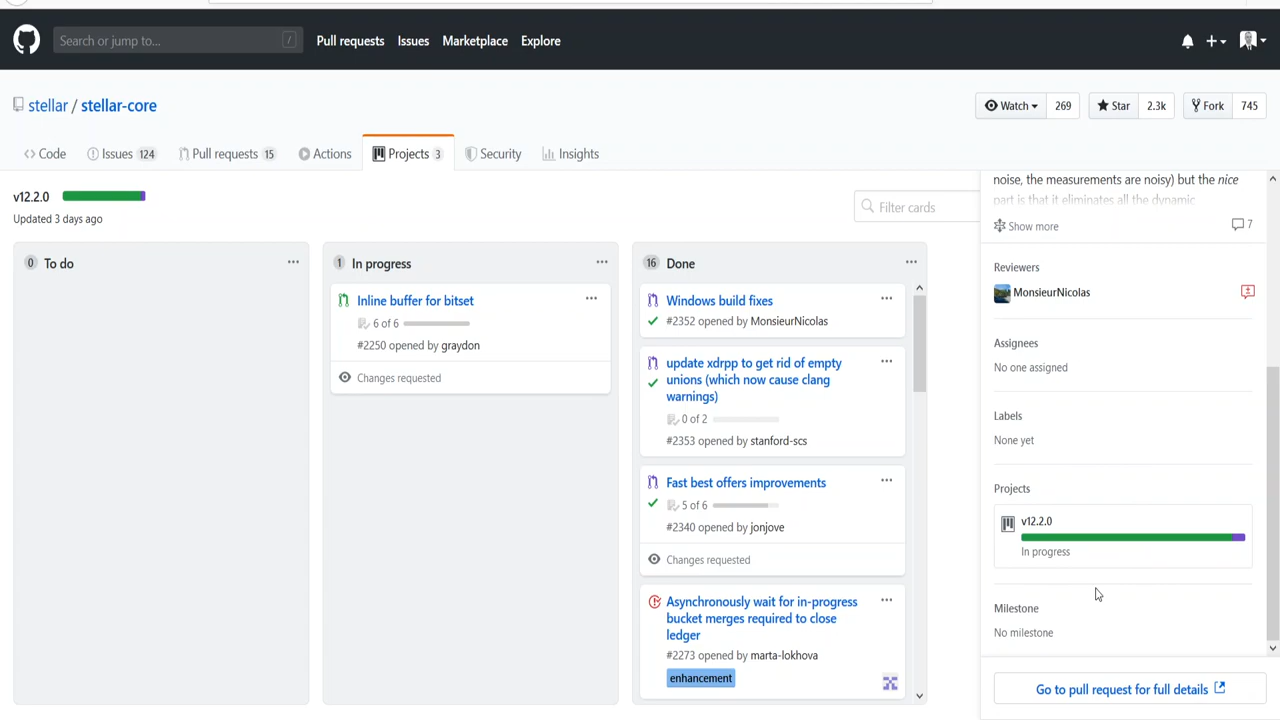 Search or jump to...
/
Pull requests
Issues
Marketplace
Explore
stellar / stellar-core
Watch
269
Star
2.3k
Fork
745
Code
Issues 124
Pull requests 15
Actions
Projects 3
Security
Insights
v12.2.0
Updated 3 days ago
Filter cards
0 To do
1 In progress
Inline buffer for bitset
6 of 6
#2250 opened by graydon
Changes requested
16 Done
Windows build fixes
#2352 opened by MonsieurNicolas
update xdrpp to get rid of empty
unions (which now cause clang
warnings)
0 of 2
#2353 opened by stanford-scs
Fast best offers improvements
5 of 6
#2340 opened by jonjove
Changes requested
Asynchronously wait for in-progress
bucket merges required to close
ledger
#2273 opened by marta-lokhova
enhancement
noise, the measurements are noisy) but the nice
part is that it eliminates all the dynamic
Show more
7
Reviewers
MonsieurNicolas
Assignees
No one assigned
Labels
None yet
Projects
v12.2.0
In progress
Milestone
No milestone
Go to pull request for full details